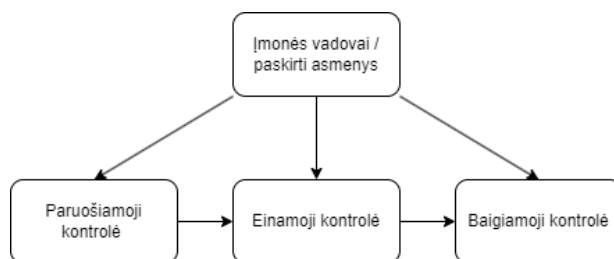 Įmonės vadovai /
paskirti asmenys
Paruošiamoji
kontrolė
Einamoji kontrolė
Baigiamoji kontrolė